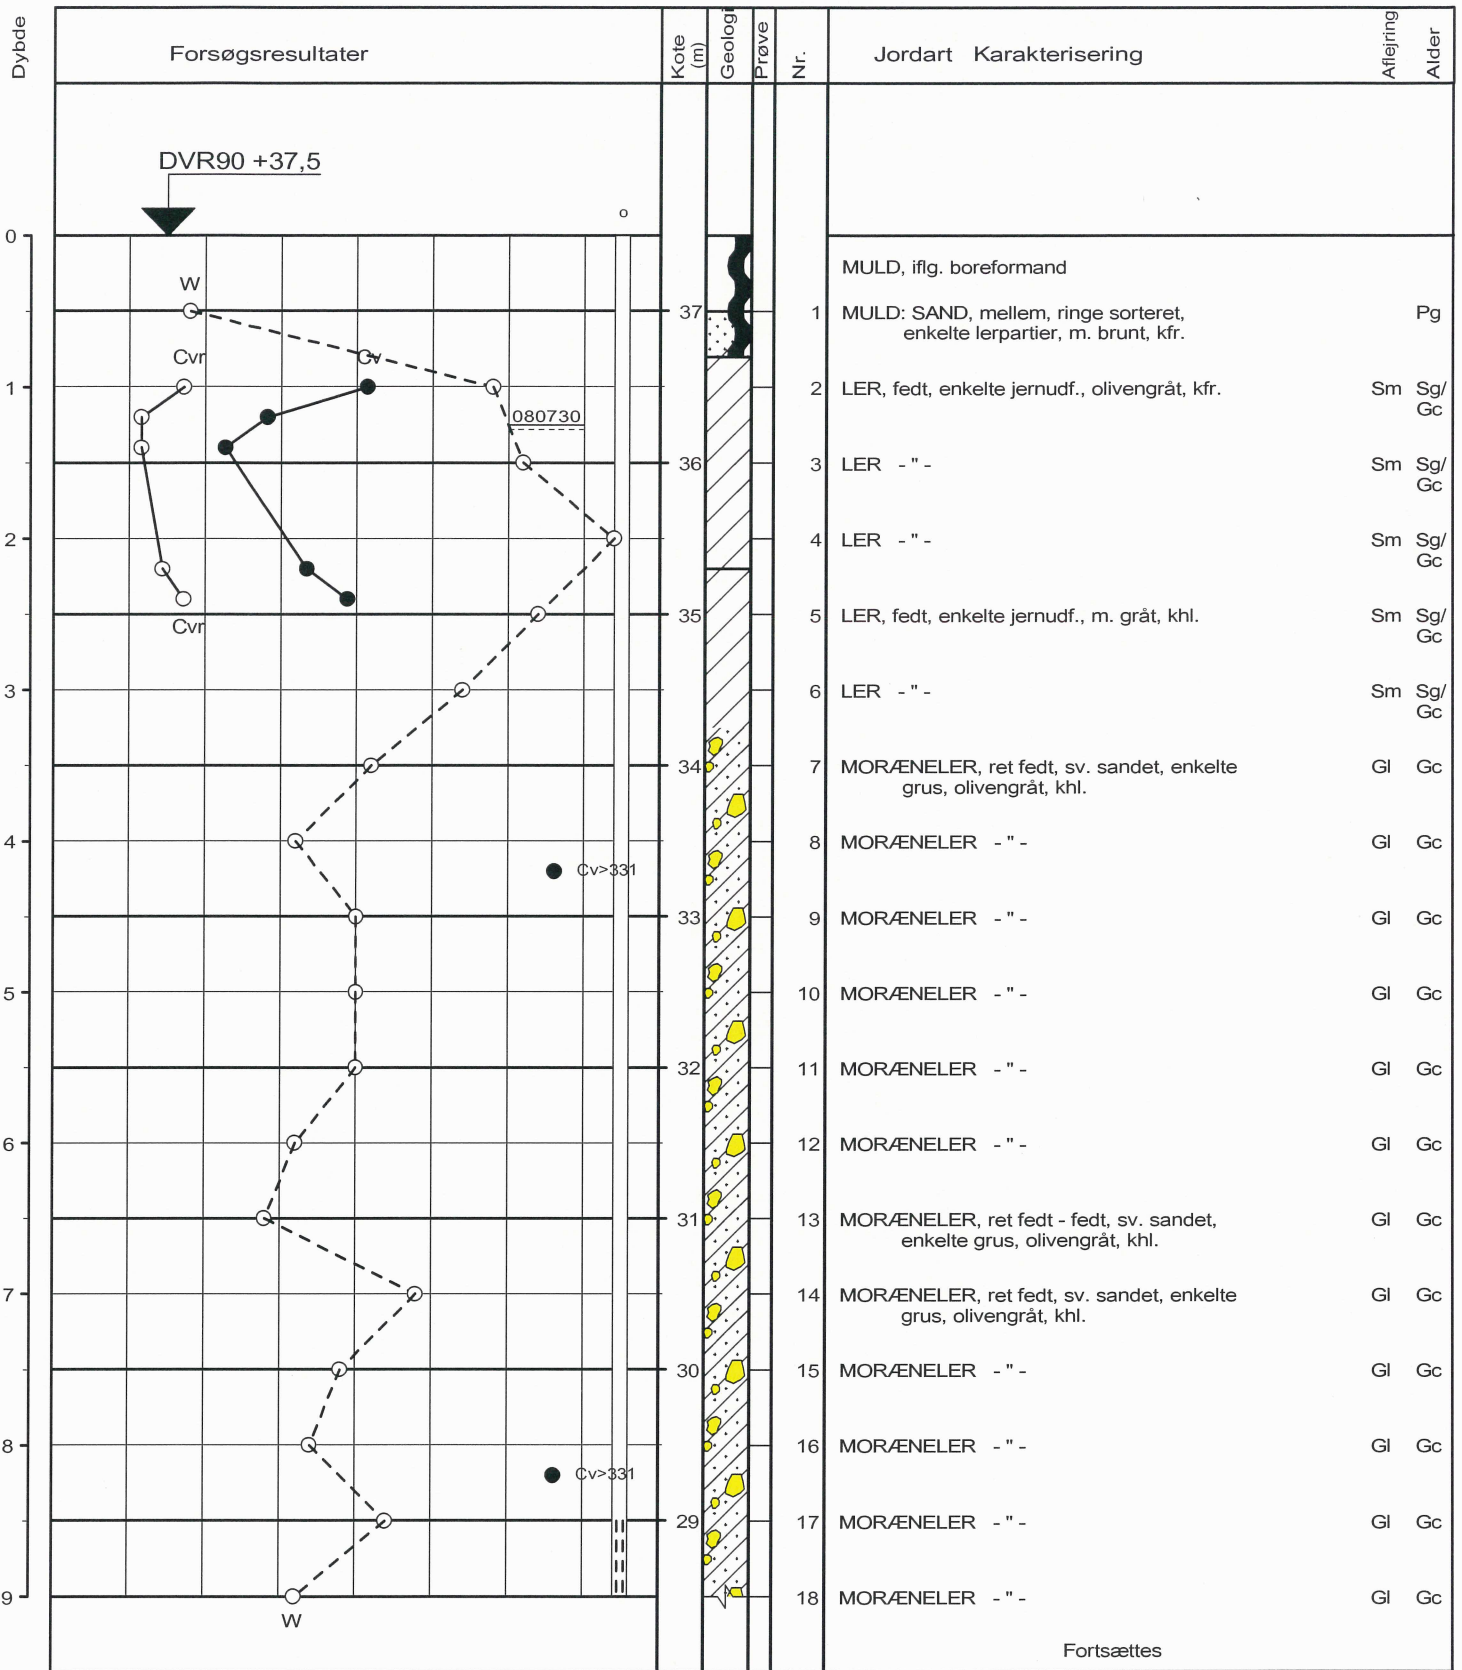 Dybde
Forsøgsresultater
Kote (m)
Geologi
Prøve
Nr.
Jordart Karakterisering
Aflejring
Alder
DVR90 +37,5
o
0
MULD, iflg. boreformand
W
37
1 MULD: SAND, mellem, ringe sorteret, Pg
enkelte lerpartier, m. brunt, kfr.
Cvr Cv
1
2 LER, fedt, enkelte jernudf., olivengråt, kfr. Sm Sg/
Gc
080730
36
3 LER - " - Sm Sg/
Gc
2
4 LER - " - Sm Sg/
Gc
35
5 LER, fedt, enkelte jernudf., m. gråt, khl. Sm Sg/
Cvr Gc
3
6 LER - " - Sm Sg/
Gc
34
7 MORÆNELER, ret fedt, sv. sandet, enkelte Gl Gc
grus, olivengråt, khl.
4
8 MORÆNELER - " - Gl Gc
Cv>331
33
9 MORÆNELER - " - Gl Gc
5
10 MORÆNELER - " - Gl Gc
32
11 MORÆNELER - " - Gl Gc
6
12 MORÆNELER - " - Gl Gc
31
13 MORÆNELER, ret fedt - fedt, sv. sandet, Gl Gc
enkelte grus, olivengråt, khl.
7
14 MORÆNELER, ret fedt, sv. sandet, enkelte Gl Gc
grus, olivengråt, khl.
30
15 MORÆNELER - " - Gl Gc
8
16 MORÆNELER - " - Gl Gc
Cv>331
29
17 MORÆNELER - " - Gl Gc
9
18 MORÆNELER - " - Gl Gc
W
Fortsættes